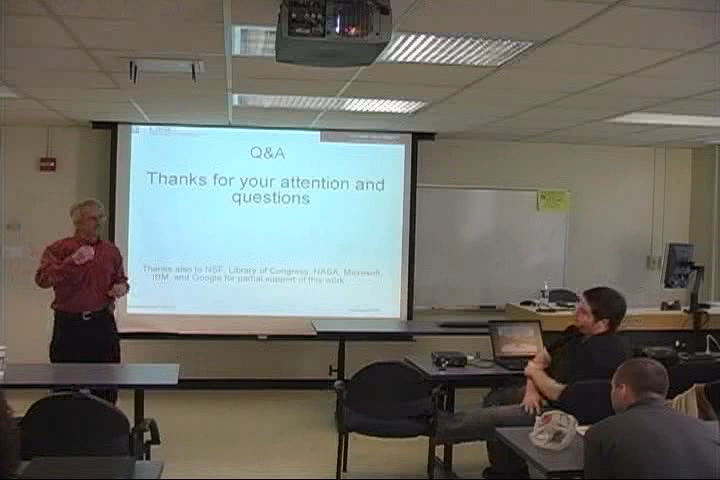 Q&A
Thanks for your attention and
questions
Thanks also to NSF, Library of Congress, NASA, Microsoft,
IBM, and Google for partial support of this work